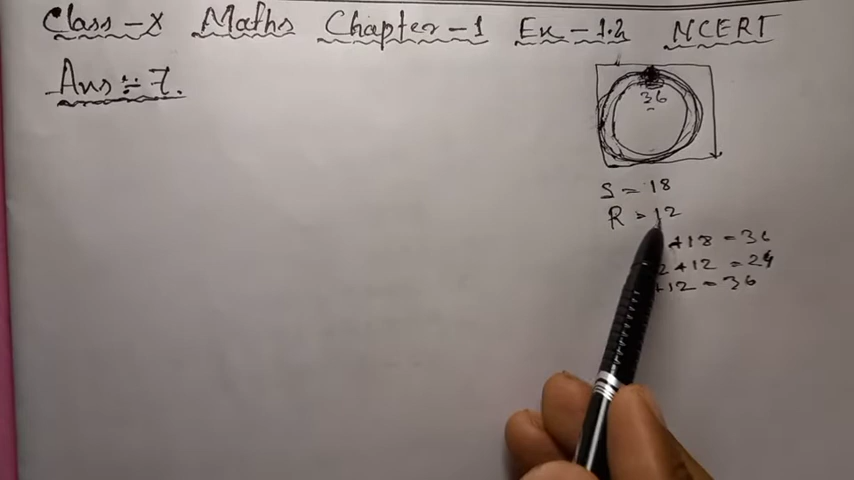 Class - X Maths Chapter - 1 Ex - 1.2 NCERT
Ans ÷ 7.
36
S = 18
R = 12
+18 = 36
2 +12 = 24
+12 = 36